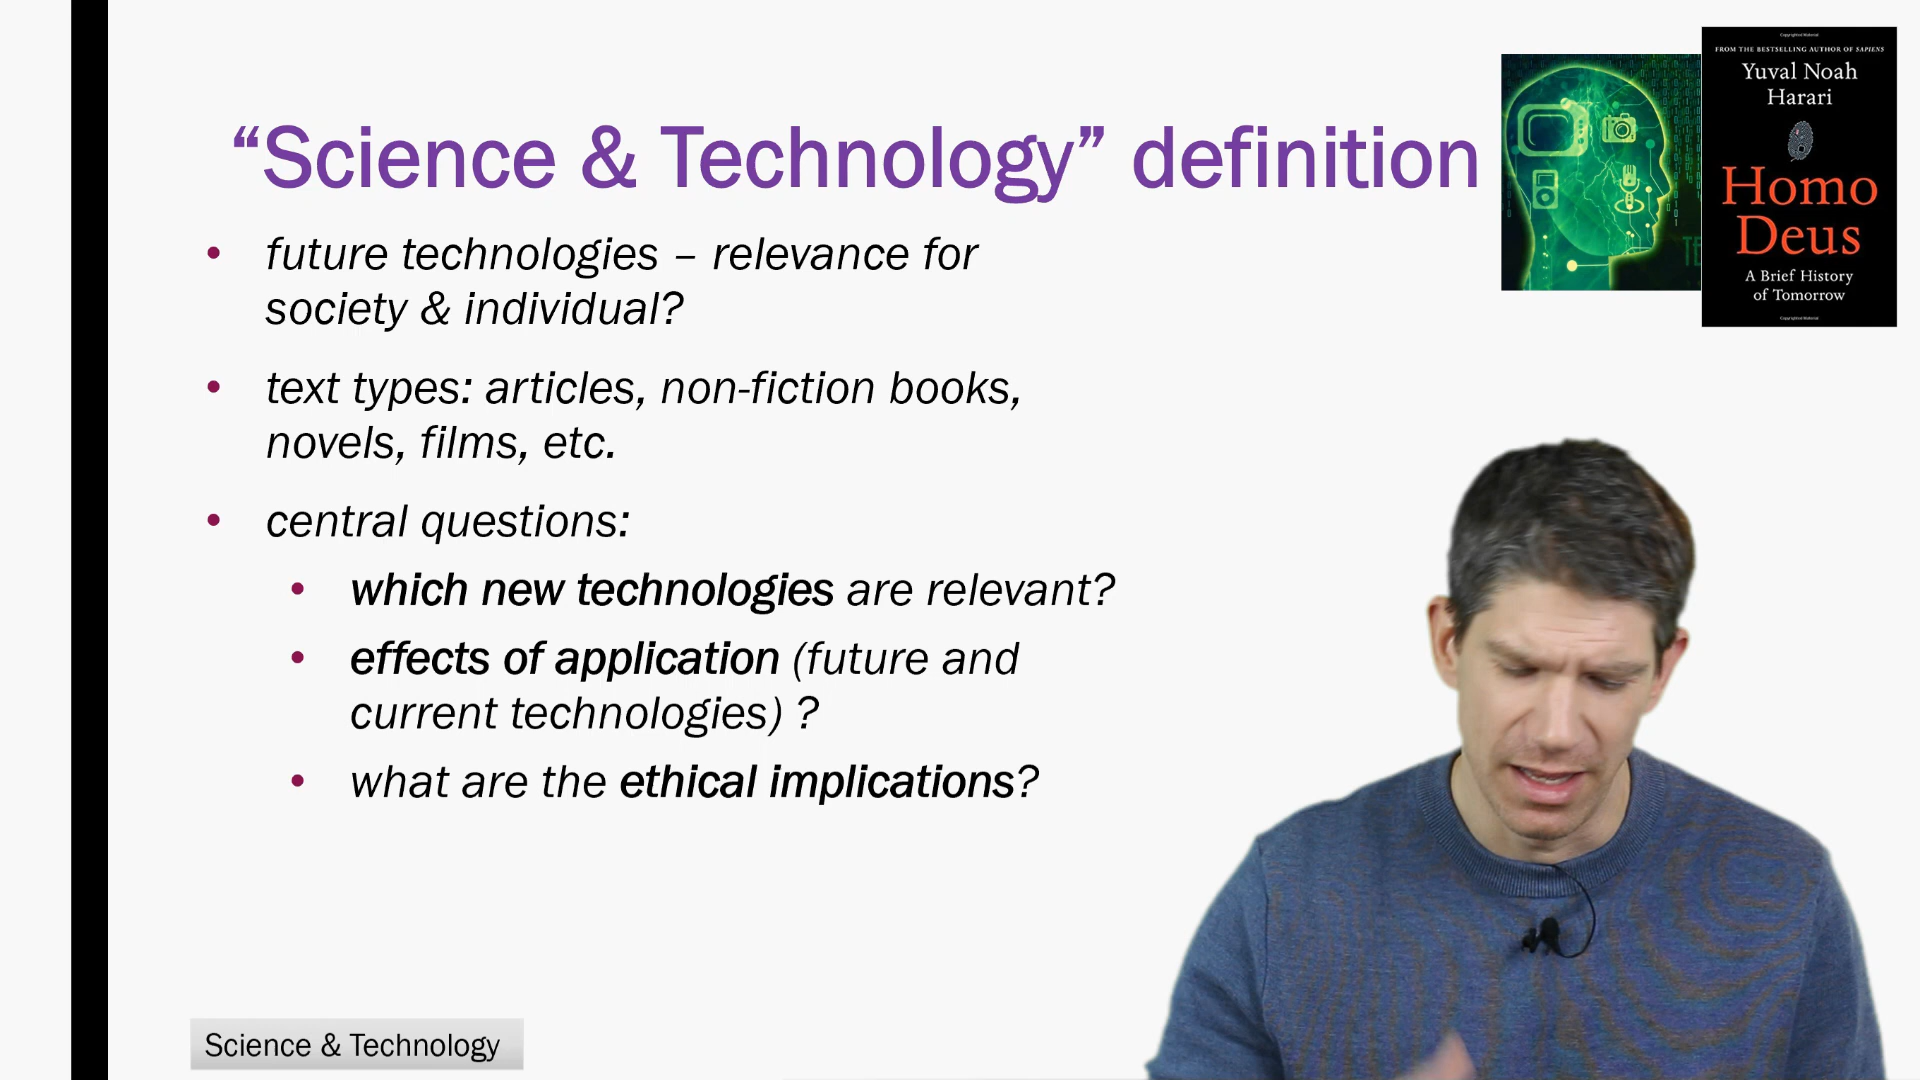 “Science & Technology” definition
FROM THE BESTSELLING AUTHOR OF SAPIENS
Yuval Noah
Harari
Homo
Deus
A Brief History
of Tomorrow
• future technologies – relevance for
society & individual?
• text types: articles, non-fiction books,
novels, films, etc.
• central questions:
• which new technologies are relevant?
• effects of application (future and
current technologies) ?
• what are the ethical implications?
Science & Technology